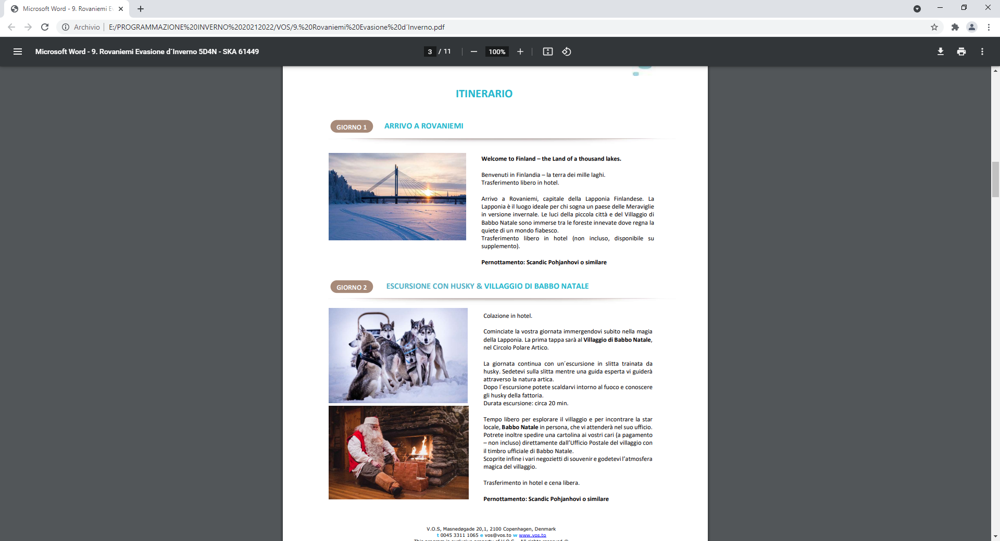 Microsoft Word - 9. Rovaniemi Ev
Archivio
E:/PROGRAMMAZIONE%20INVERNO%2020212022/VOS/9.%20Rovaniemi%20Evasione%20d´Inverno.pdf
Microsoft Word - 9. Rovaniemi Evasione d´Inverno 5D4N - SKA 61449
3 / 11
100%
ITINERARIO
GIORNO 1
ARRIVO A ROVANIEMI
Welcome to Finland – the Land of a thousand lakes.
Benvenuti in Finlandia – la terra dei mille laghi.
Trasferimento libero in hotel.
Arrivo a Rovaniemi, capitale della Lapponia Finlandese. La
Lapponia è il luogo ideale per chi sogna un paese delle Meraviglie
in versione invernale. Le luci della piccola città e del Villaggio di
Babbo Natale sono immerse tra le foreste innevate dove regna la
quiete di un mondo fiabesco.
Trasferimento libero in hotel (non incluso, disponibile su
supplemento).
Pernottamento: Scandic Pohjanhovi o similare
GIORNO 2
ESCURSIONE CON HUSKY & VILLAGGIO DI BABBO NATALE
Colazione in hotel.
Cominciate la vostra giornata immergendovi subito nella magia
della Lapponia. La prima tappa sarà al Villaggio di Babbo Natale,
nel Circolo Polare Artico.
La giornata continua con un´escursione in slitta trainata da
husky. Sedetevi sulla slitta mentre una guida esperta vi guiderà
attraverso la natura artica.
Dopo l´escursione potete scaldarvi intorno al fuoco e conoscere
gli husky della fattoria.
Durata escursione: circa 20 min.
Tempo libero per esplorare il villaggio e per incontrare la star
locale, Babbo Natale in persona, che vi attenderà nel suo ufficio.
Potrete inoltre spedire una cartolina ai vostri cari (a pagamento
– non incluso) direttamente dall’Ufficio Postale del villaggio con
il timbro ufficiale di Babbo Natale.
Scoprite infine i vari negozietti di souvenir e godetevi l’atmosfera
magica del villaggio.
Trasferimento in hotel e cena libera.
Pernottamento: Scandic Pohjanhovi o similare
V.O.S, Masnedøgade 20,1, 2100 Copenhagen, Denmark
t 0045 3311 1065 e vos@vos.to w www.vos.to
This program is exclusive property of V.O.S - All rights reserved ©